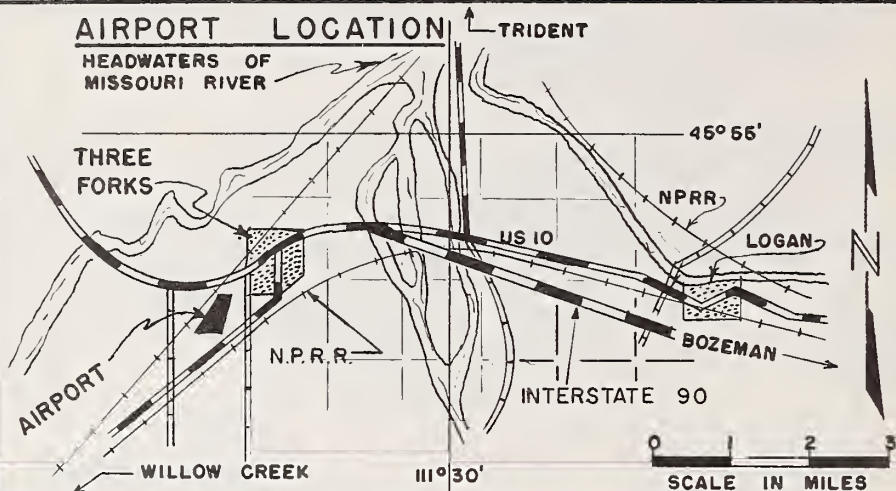 AIRPORT LOCATION
TRIDENT
HEADWATERS OF
MISSOURI RIVER
45° 55'
THREE
FORKS
NPRR
US 10
LOGAN
N.P.R.R.
BOZEMAN
AIRPORT
INTERSTATE 90
N
WILLOW CREEK
111° 30'
0 1 2 3
SCALE IN MILES